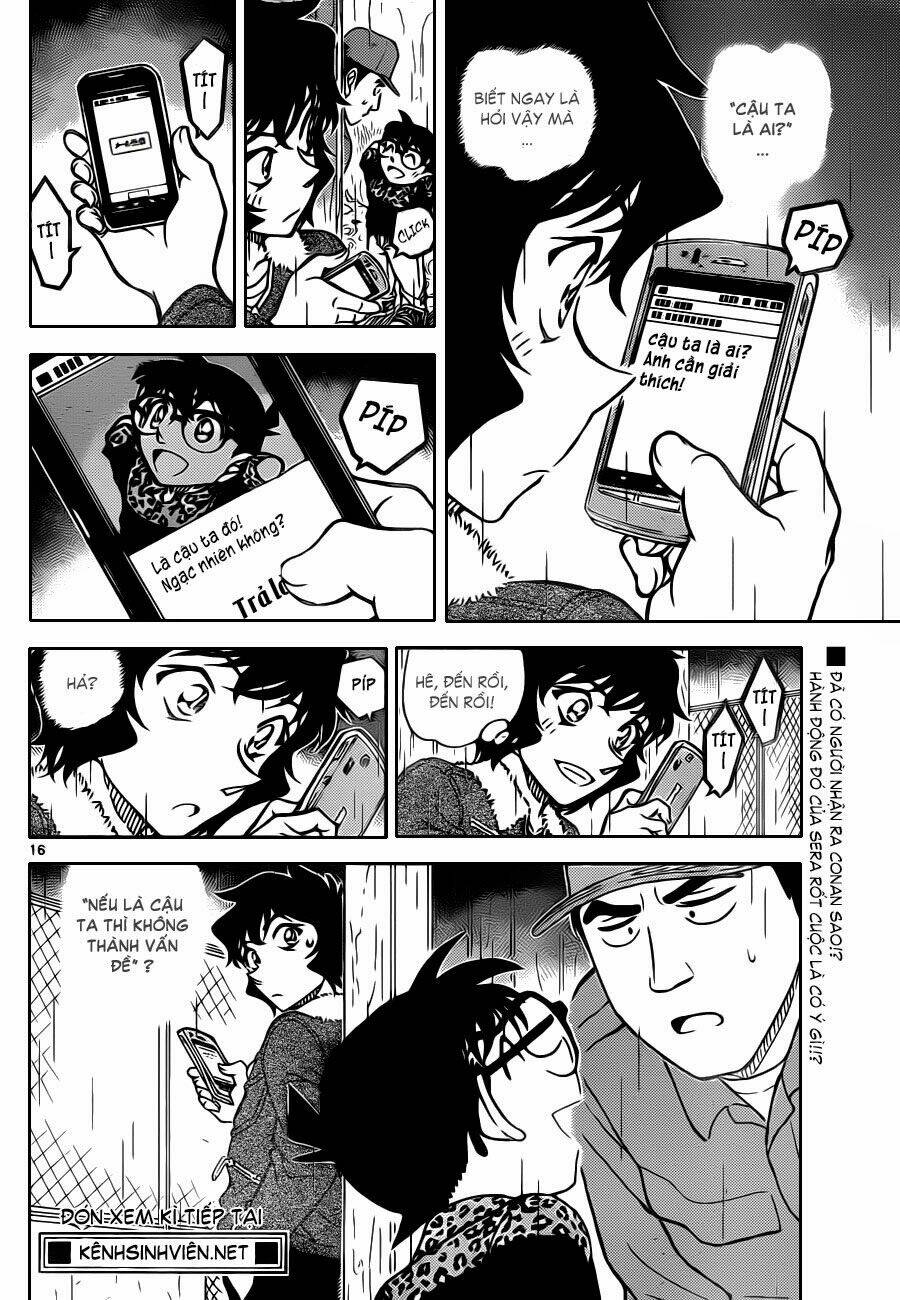 BIẾT NGAY LÀ
HỎI VẬY MÀ
...
"CẬU TA
LÀ AI?"
...
PÍP
Cậu ta là ai?
Anh cần giải
thích!
CLICK
TÍT
TÍT
PÍP
Là cậu ta đó!
Ngạc nhiên không?
Trả lờ
HÊ, ĐẾN RỒI,
ĐẾN RỒI!
TÍT
TÍT
HẢ?
PÍP
16
ĐÃ CÓ NGƯỜI NHẬN RA CONAN SAO!?
HÀNH ĐỘNG ĐÓ CỦA SERA RỐT CUỘC LÀ CÓ Ý GÌ!!?
"NẾU LÀ CẬU
TA THÌ KHÔNG
THÀNH VẤN
ĐỀ" ?
ĐÓN XEM KÌ TIẾP TẠI
KÊNHSINHVIÊN.NET